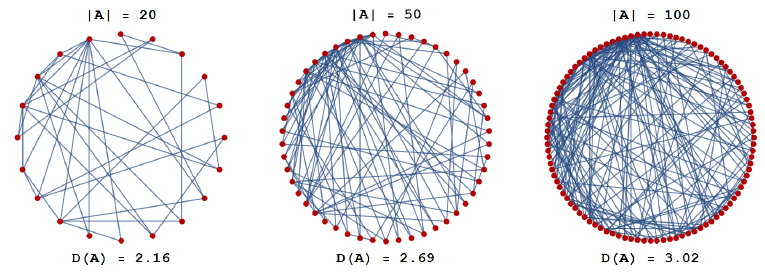 |A| = 20
|A| = 50
|A| = 100
D(A) = 2.16
D(A) = 2.69
D(A) = 3.02